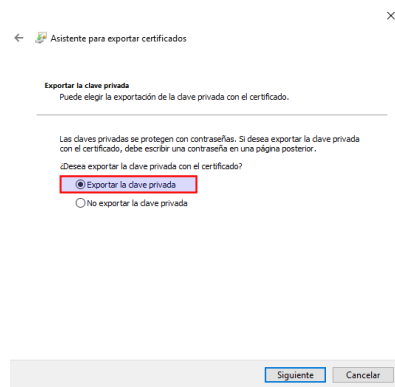 Asistente para exportar certificados
Exportar la clave privada
Puede elegir la exportación de la clave privada con el certificado.
Las claves privadas se protegen con contraseñas. Si desea exportar la clave privada
con el certificado, debe escribir una contraseña en una página posterior.
¿Desea exportar la clave privada con el certificado?
Exportar la clave privada
No exportar la clave privada
Siguiente
Cancelar